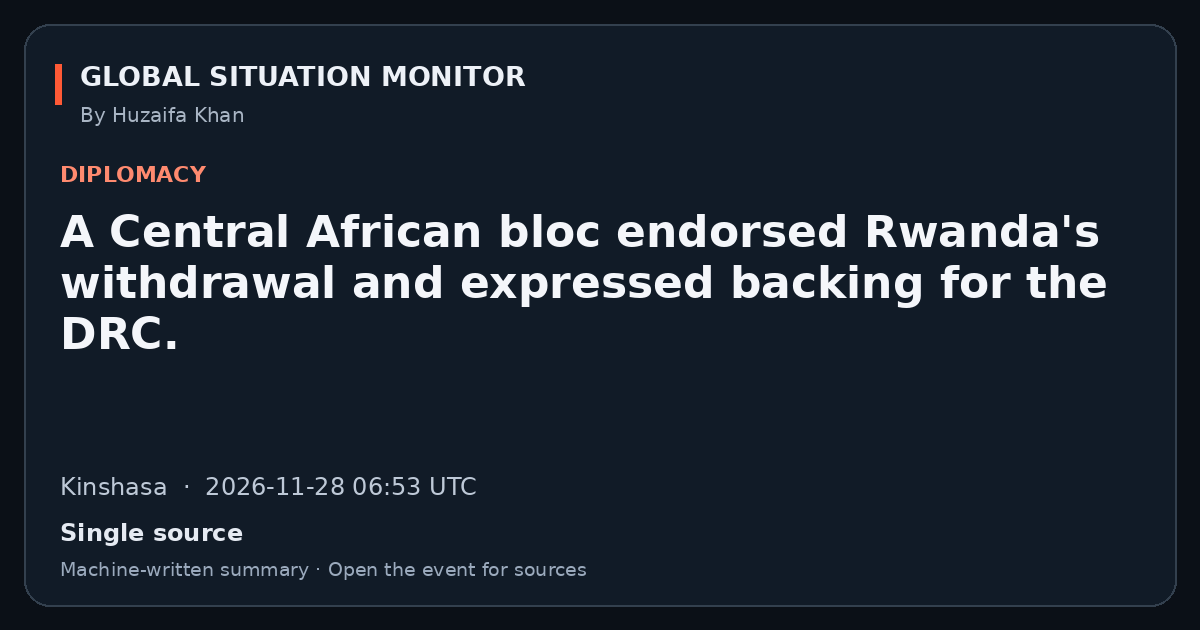 GLOBAL SITUATION MONITOR
By Huzaifa Khan
DIPLOMACY
A Central African bloc endorsed Rwanda's
withdrawal and expressed backing for the
DRC.
Kinshasa · 2026-11-28 06:53 UTC
Single source
Machine-written summary · Open the event for sources